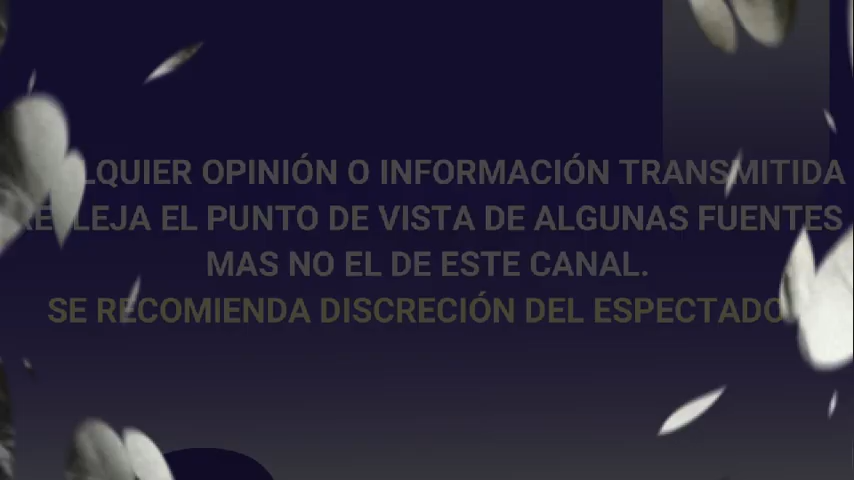 OPINIÓN O INFORMACIÓN TRANSMITIDA
EL PUNTO DE VISTA DE ALGUNAS FUENTES
MAS NO EL DE ESTE CANAL.
SE RECOMIENDA DISCRECIÓN DEL